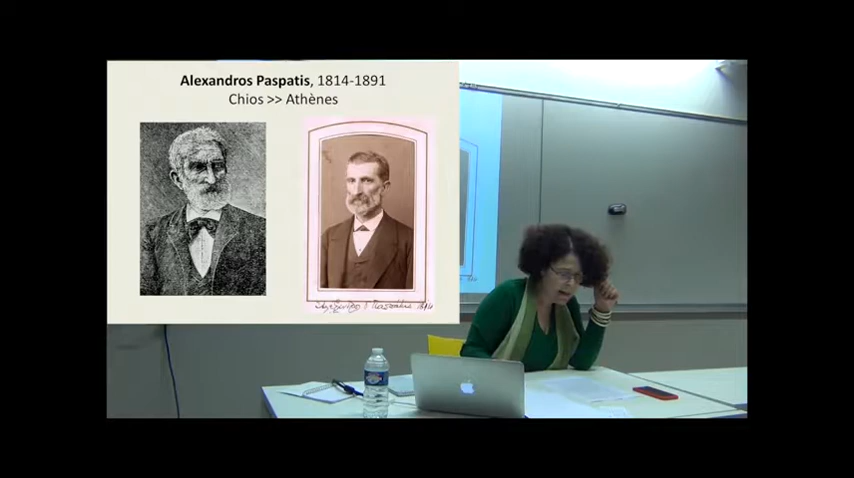 Alexandros Paspatis, 1814-1891
Chios >> Athènes